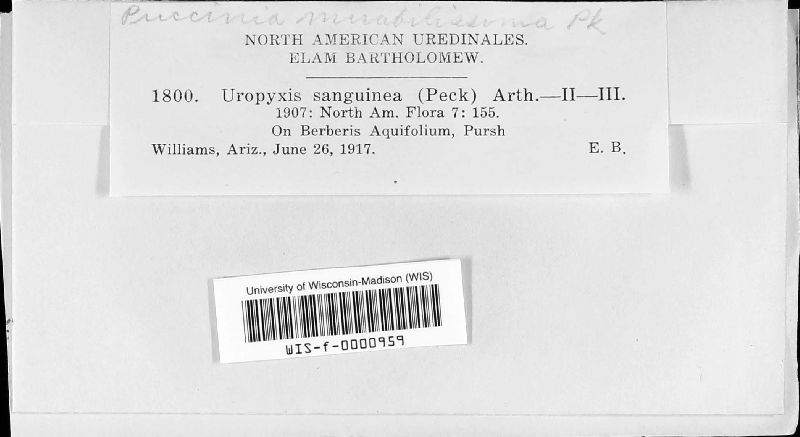 Puccinia mirabilissima Pk
NORTH AMERICAN UREDINALES.
ELAM BARTHOLOMEW.
1800. Uropyxis sanguinea (Peck) Arth.—II—III.
1907: North Am. Flora 7: 155.
On Berberis Aquifolium, Pursh
Williams, Ariz., June 26, 1917. E. B.
University of Wisconsin-Madison (WIS)
WIS-f-0000959